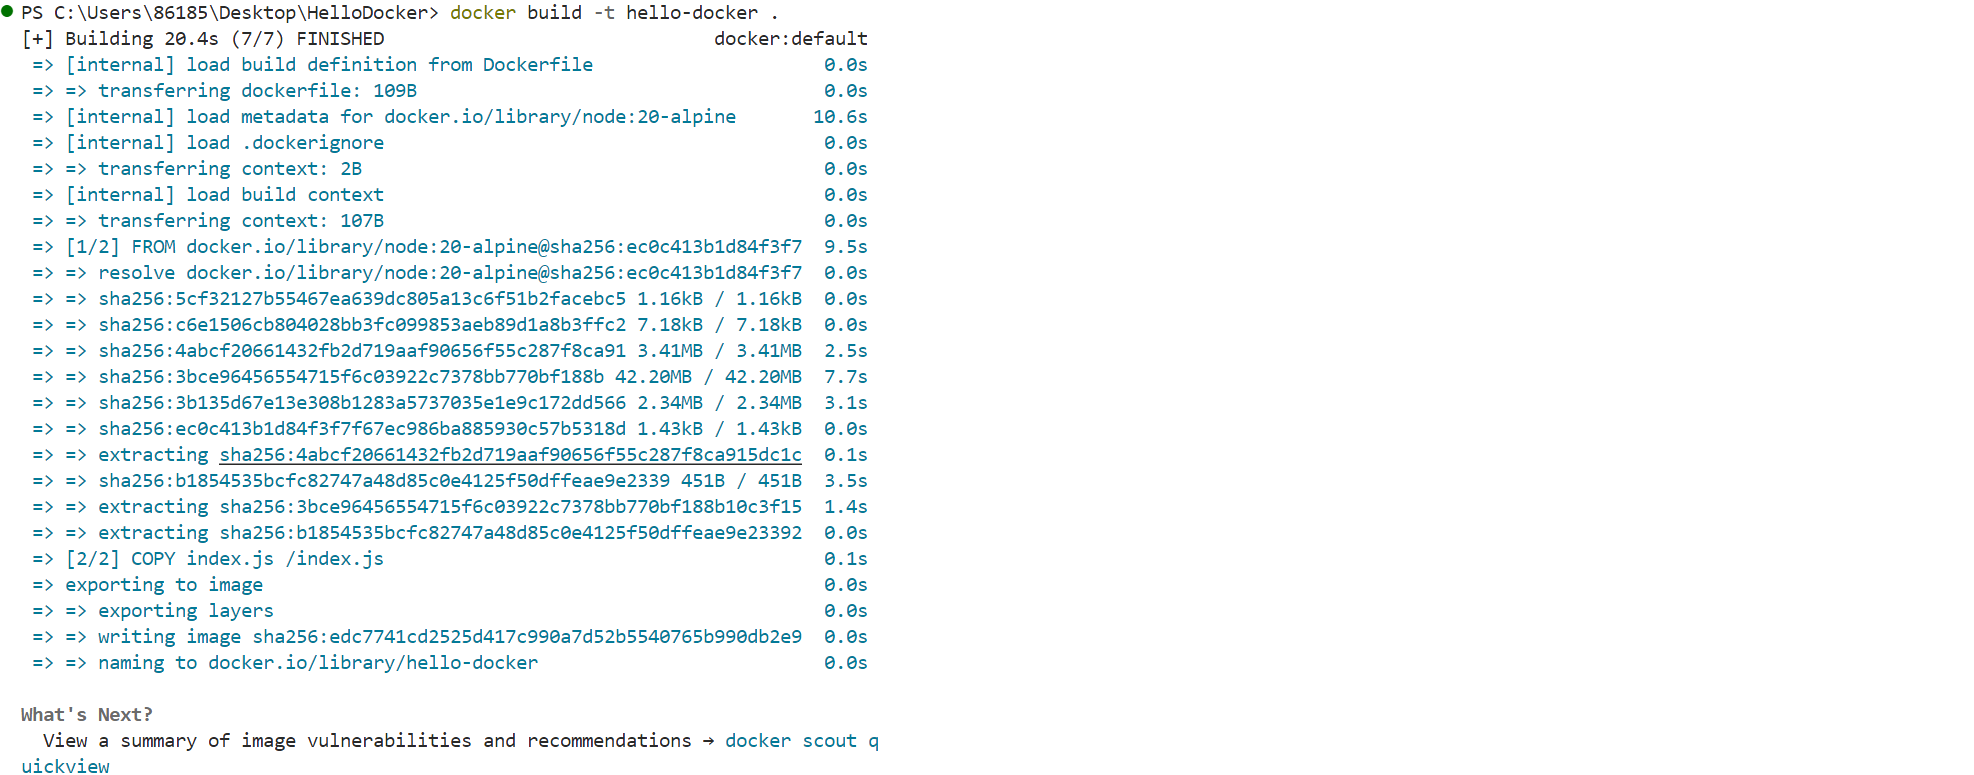 PS C:\Users\86185\Desktop\HelloDocker> docker build -t hello-docker .
[+] Building 20.4s (7/7) FINISHED docker:default
=> [internal] load build definition from Dockerfile 0.0s
=> => transferring dockerfile: 109B 0.0s
=> [internal] load metadata for docker.io/library/node:20-alpine 10.6s
=> [internal] load .dockerignore 0.0s
=> => transferring context: 2B 0.0s
=> [internal] load build context 0.0s
=> => transferring context: 107B 0.0s
=> [1/2] FROM docker.io/library/node:20-alpine@sha256:ec0c413b1d84f3f7 9.5s
=> => resolve docker.io/library/node:20-alpine@sha256:ec0c413b1d84f3f7 0.0s
=> => sha256:5cf32127b55467ea639dc805a13c6f51b2facebc5 1.16kB / 1.16kB 0.0s
=> => sha256:c6e1506cb804028bb3fc099853aeb89d1a8b3ffc2 7.18kB / 7.18kB 0.0s
=> => sha256:4abcf20661432fb2d719aaf90656f55c287f8ca91 3.41MB / 3.41MB 2.5s
=> => sha256:3bce96456554715f6c03922c7378bb770bf188b 42.20MB / 42.20MB 7.7s
=> => sha256:3b135d67e13e308b1283a5737035e1e9c172dd566 2.34MB / 2.34MB 3.1s
=> => sha256:ec0c413b1d84f3f7f67ec986ba885930c57b5318d 1.43kB / 1.43kB 0.0s
=> => extracting sha256:4abcf20661432fb2d719aaf90656f55c287f8ca915dc1c 0.1s
=> => sha256:b1854535bcfc82747a48d85c0e4125f50dffeae9e2339 451B / 451B 3.5s
=> => extracting sha256:3bce96456554715f6c03922c7378bb770bf188b10c3f15 1.4s
=> => extracting sha256:b1854535bcfc82747a48d85c0e4125f50dffeae9e23392 0.0s
=> [2/2] COPY index.js /index.js 0.1s
=> exporting to image 0.0s
=> => exporting layers 0.0s
=> => writing image sha256:edc7741cd2525d417c990a7d52b5540765b990db2e9 0.0s
=> => naming to docker.io/library/hello-docker 0.0s
What's Next?
View a summary of image vulnerabilities and recommendations → docker scout q
uickview